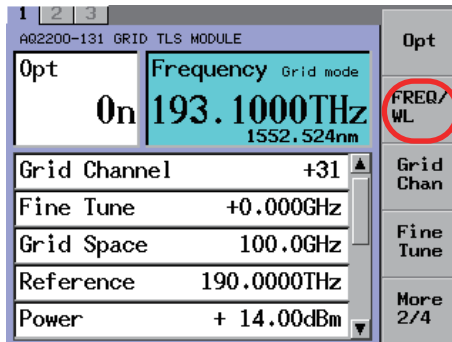 1 2 3
AQ2200-131 GRID TLS MODULE
Opt
On
Frequency Grid mode
193.1000THz
1552.524nm
Grid Channel +31
Fine Tune +0.000GHz
Grid Space 100.0GHz
Reference 190.0000THz
Power + 14.00dBm
Opt
FREQ/
WL
Grid
Chan
Fine
Tune
More
2/4